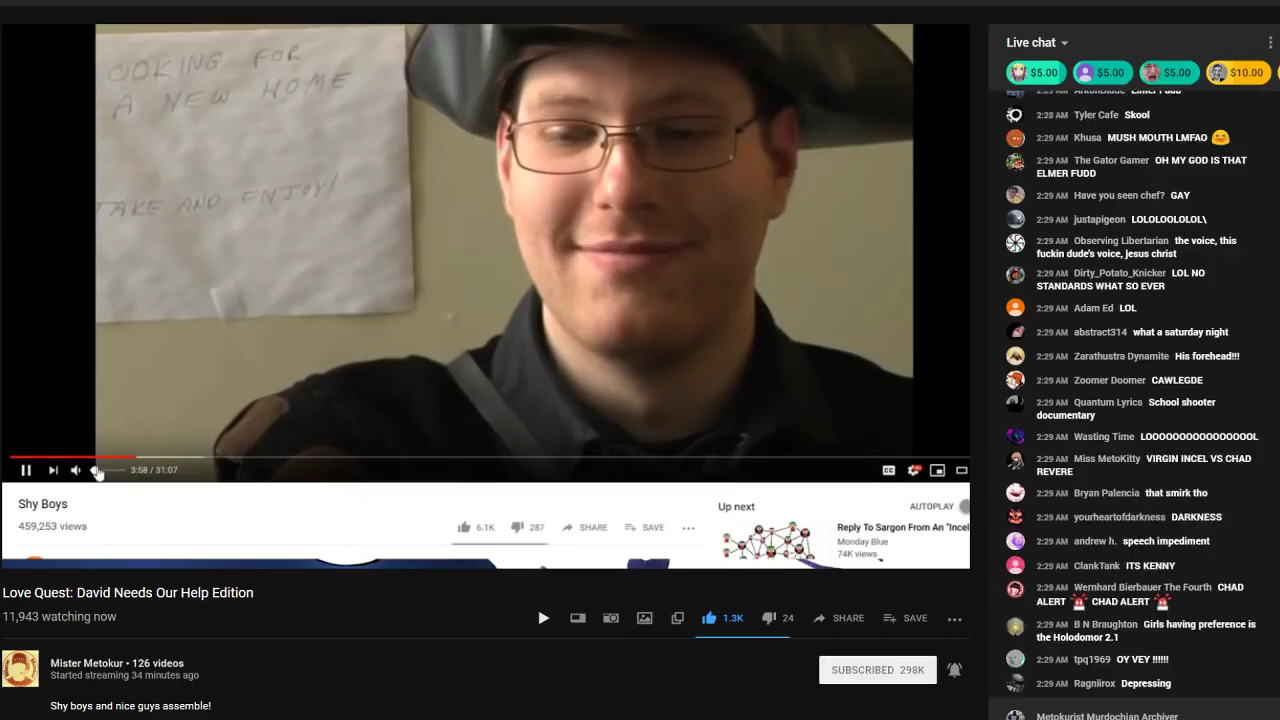 OOKING FOR
A NEW HOME
TAKE AND ENJOY!
3:58 / 31:07
CC
Shy Boys
459,253 views
6.1K
287
SHARE
SAVE
Up next
AUTOPLAY
Reply To Sargon From An "Incel
Monday Blue
74K views
Love Quest: David Needs Our Help Edition
11,943 watching now
1.3K
24
SHARE
SAVE
Mister Metokur • 126 videos
Started streaming 34 minutes ago
SUBSCRIBED 298K
Shy boys and nice guys assemble!
Live chat
$5.00
$5.00
$5.00
$10.00
2:28 AM Tyler Cafe Skool
2:29 AM Khusa MUSH MOUTH LMFAO
2:29 AM The Gator Gamer OH MY GOD IS THAT
ELMER FUDD
2:29 AM Have you seen chef? GAY
2:29 AM justapigeon LOLOLOOLOLOL\
2:29 AM Observing Libertarian the voice, this
fuckin dude's voice, jesus christ
2:29 AM Dirty_Potato_Knicker LOL NO
STANDARDS WHAT SO EVER
2:29 AM Adam Ed LOL
2:29 AM abstract314 what a saturday night
2:29 AM Zarathustra Dynamite His forehead!!!
2:29 AM Zoomer Doomer CAWLEGDE
2:29 AM Quantum Lyrics School shooter
documentary
2:29 AM Wasting Time LOOOOOOOOOOOOOOOL
2:29 AM Miss MetoKitty VIRGIN INCEL VS CHAD
REVERE
2:29 AM Bryan Palencia that smirk tho
2:29 AM yourheartofdarkness DARKNESS
2:29 AM andrew h. speech impediment
2:29 AM ClankTank ITS KENNY
2:29 AM Wernhard Bierbauer The Fourth CHAD
ALERT CHAD ALERT
2:29 AM B N Braughton Girls having preference is
the Holodomor 2.1
2:29 AM tpq1969 OY VEY !!!!!!
2:29 AM Ragniirox Depressing
Metokurist Murdochian Archiver